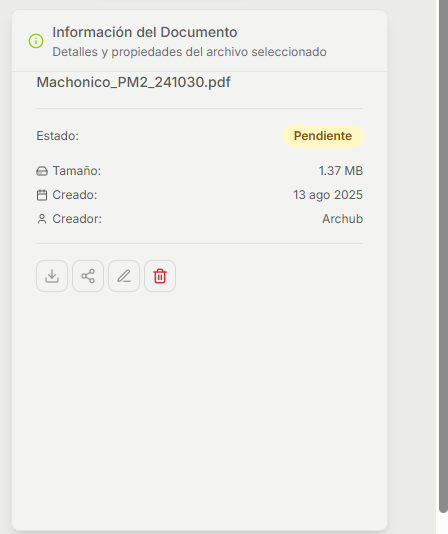 Información del Documento
Detalles y propiedades del archivo seleccionado
Machonico_PM2_241030.pdf
Estado: Pendiente
Tamaño: 1.37 MB
Creado: 13 ago 2025
Creador: Archub